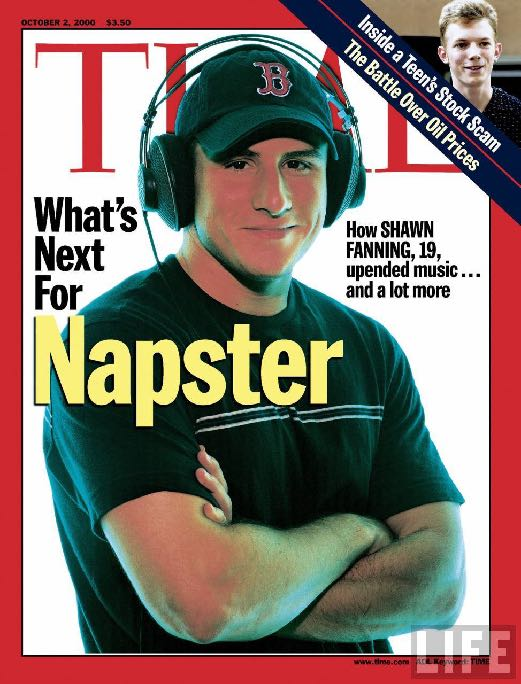 OCTOBER 2, 2000 $3.50
TIME
Inside a Teen's Stock Scam
The Battle Over Oil Prices
B
What's
Next
For
Napster
How SHAWN
FANNING, 19,
upended music . . .
and a lot more
LIFE
www.time.com AOL Keyword: TIME